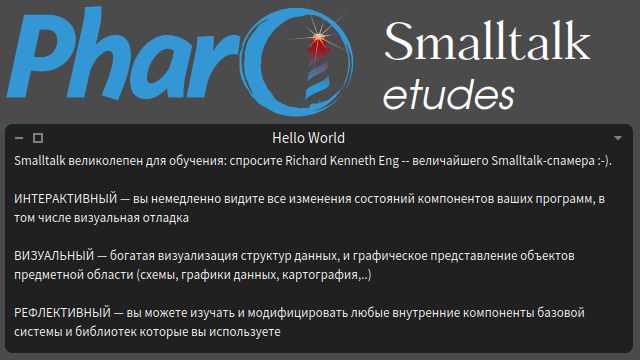 Pharo
Smalltalk
etudes
Hello World
Smalltalk великолепен для обучения: спросите Richard Kenneth Eng -- величайшего Smalltalk-спамера :-).
ИНТЕРАКТИВНЫЙ — вы немедленно видите все изменения состояний компонентов ваших программ, в
том числе визуальная отладка
ВИЗУАЛЬНЫЙ — богатая визуализация структур данных, и графическое представление объектов
предметной области (схемы, графики данных, картография,..)
РЕФЛЕКТИВНЫЙ — вы можете изучать и модифицировать любые внутренние компоненты базовой
системы и библиотек которые вы используете